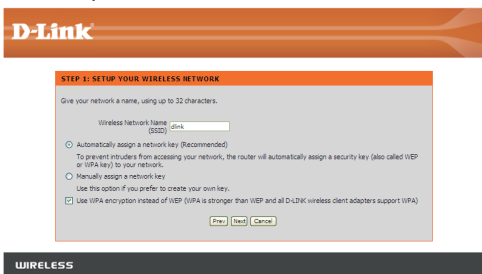 D-Link
STEP 1: SETUP YOUR WIRELESS NETWORK
Give your network a name, using up to 32 characters.
Wireless Network Name
(SSID)
dlink
Automatically assign a network key (Recommended)
To prevent intruders from accessing your network, the router will automatically assign a security key (also called WEP
or WPA key) to your network.
Manually assign a network key
Use this option if you prefer to create your own key.
Use WPA encryption instead of WEP (WPA is stronger than WEP and all D-LINK wireless client adapters support WPA)
Prev Next Cancel
WIRELESS